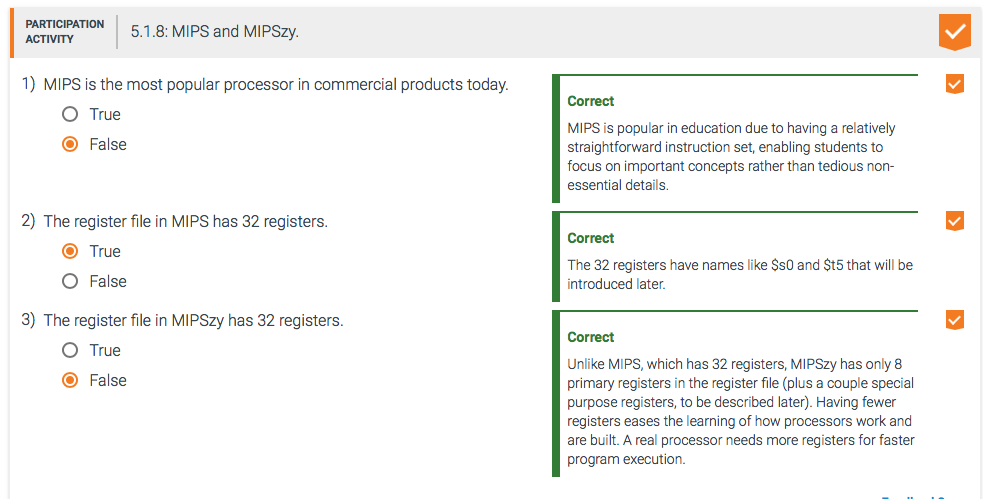 PARTICIPATION
ACTIVITY
5.1.8: MIPS and MIPSzy.
1) MIPS is the most popular processor in commercial products today.
True
False
Correct
MIPS is popular in education due to having a relatively
straightforward instruction set, enabling students to
focus on important concepts rather than tedious non-
essential details.
2) The register file in MIPS has 32 registers.
True
False
Correct
The 32 registers have names like $s0 and $t5 that will be
introduced later.
3) The register file in MIPSzy has 32 registers.
True
False
Correct
Unlike MIPS, which has 32 registers, MIPSzy has only 8
primary registers in the register file (plus a couple special
purpose registers, to be described later). Having fewer
registers eases the learning of how processors work and
are built. A real processor needs more registers for faster
program execution.